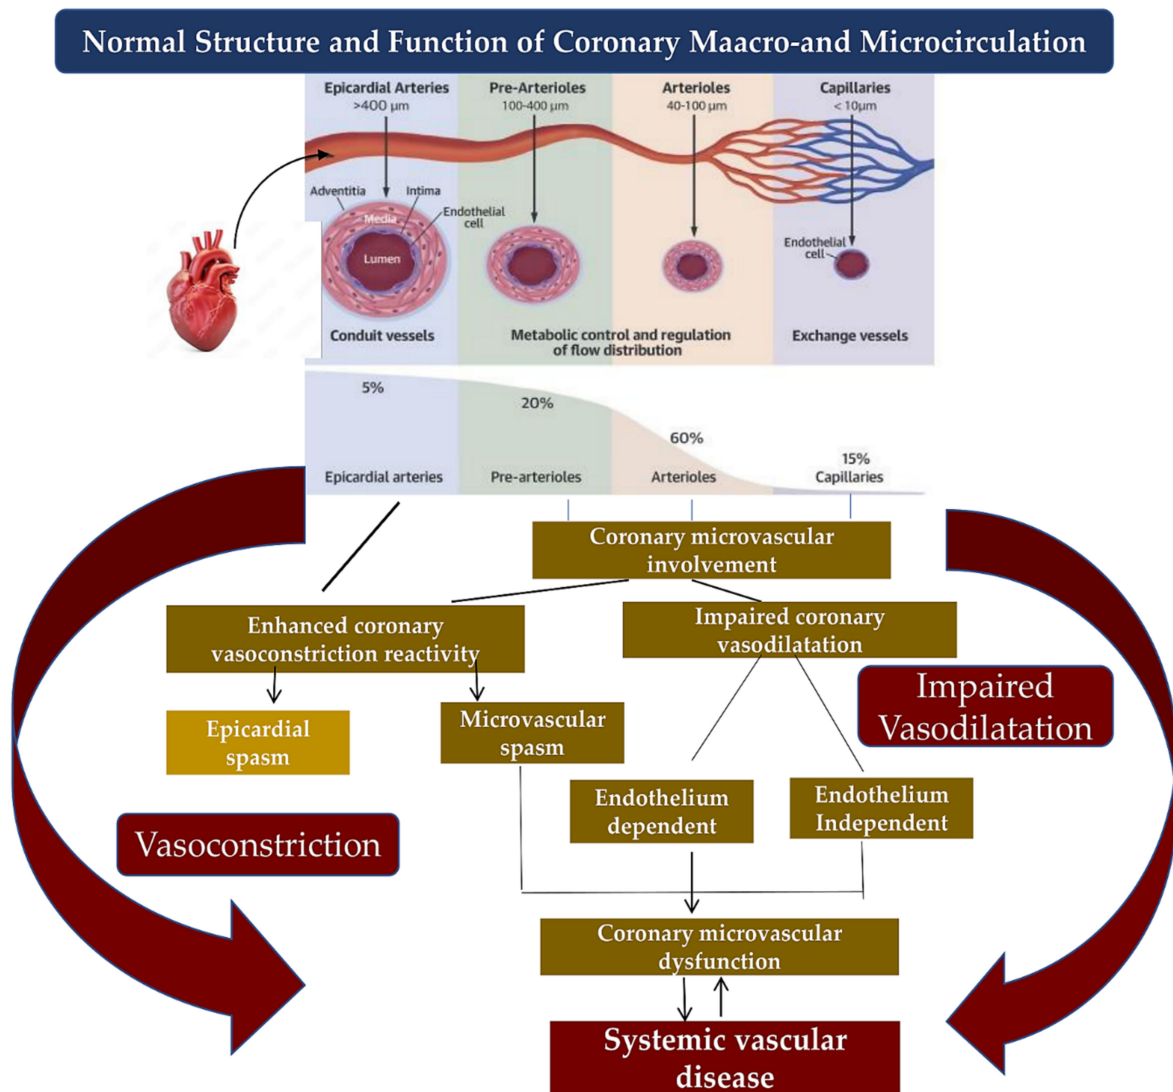 Normal Structure and Function of Coronary Maacro-and Microcirculation
Epicardial Arteries
>400 μm
Pre-Arterioles
100-400 μm
Arterioles
40-100 μm
Capillaries
< 10μm
Adventitia
Intima
Media
Endothelial
cell
Lumen
Endothelial
cell
Conduit vessels
Metabolic control and regulation
of flow distribution
Exchange vessels
5%
20%
60%
15%
Epicardial arteries
Pre-arterioles
Arterioles
Capillaries
Coronary microvascular
involvement
Enhanced coronary
vasoconstriction reactivity
Impaired coronary
vasodilatation
Impaired
Vasodilatation
Epicardial
spasm
Microvascular
spasm
Endothelium
dependent
Endothelium
Independent
Vasoconstriction
Coronary microvascular
dysfunction
Systemic vascular
disease